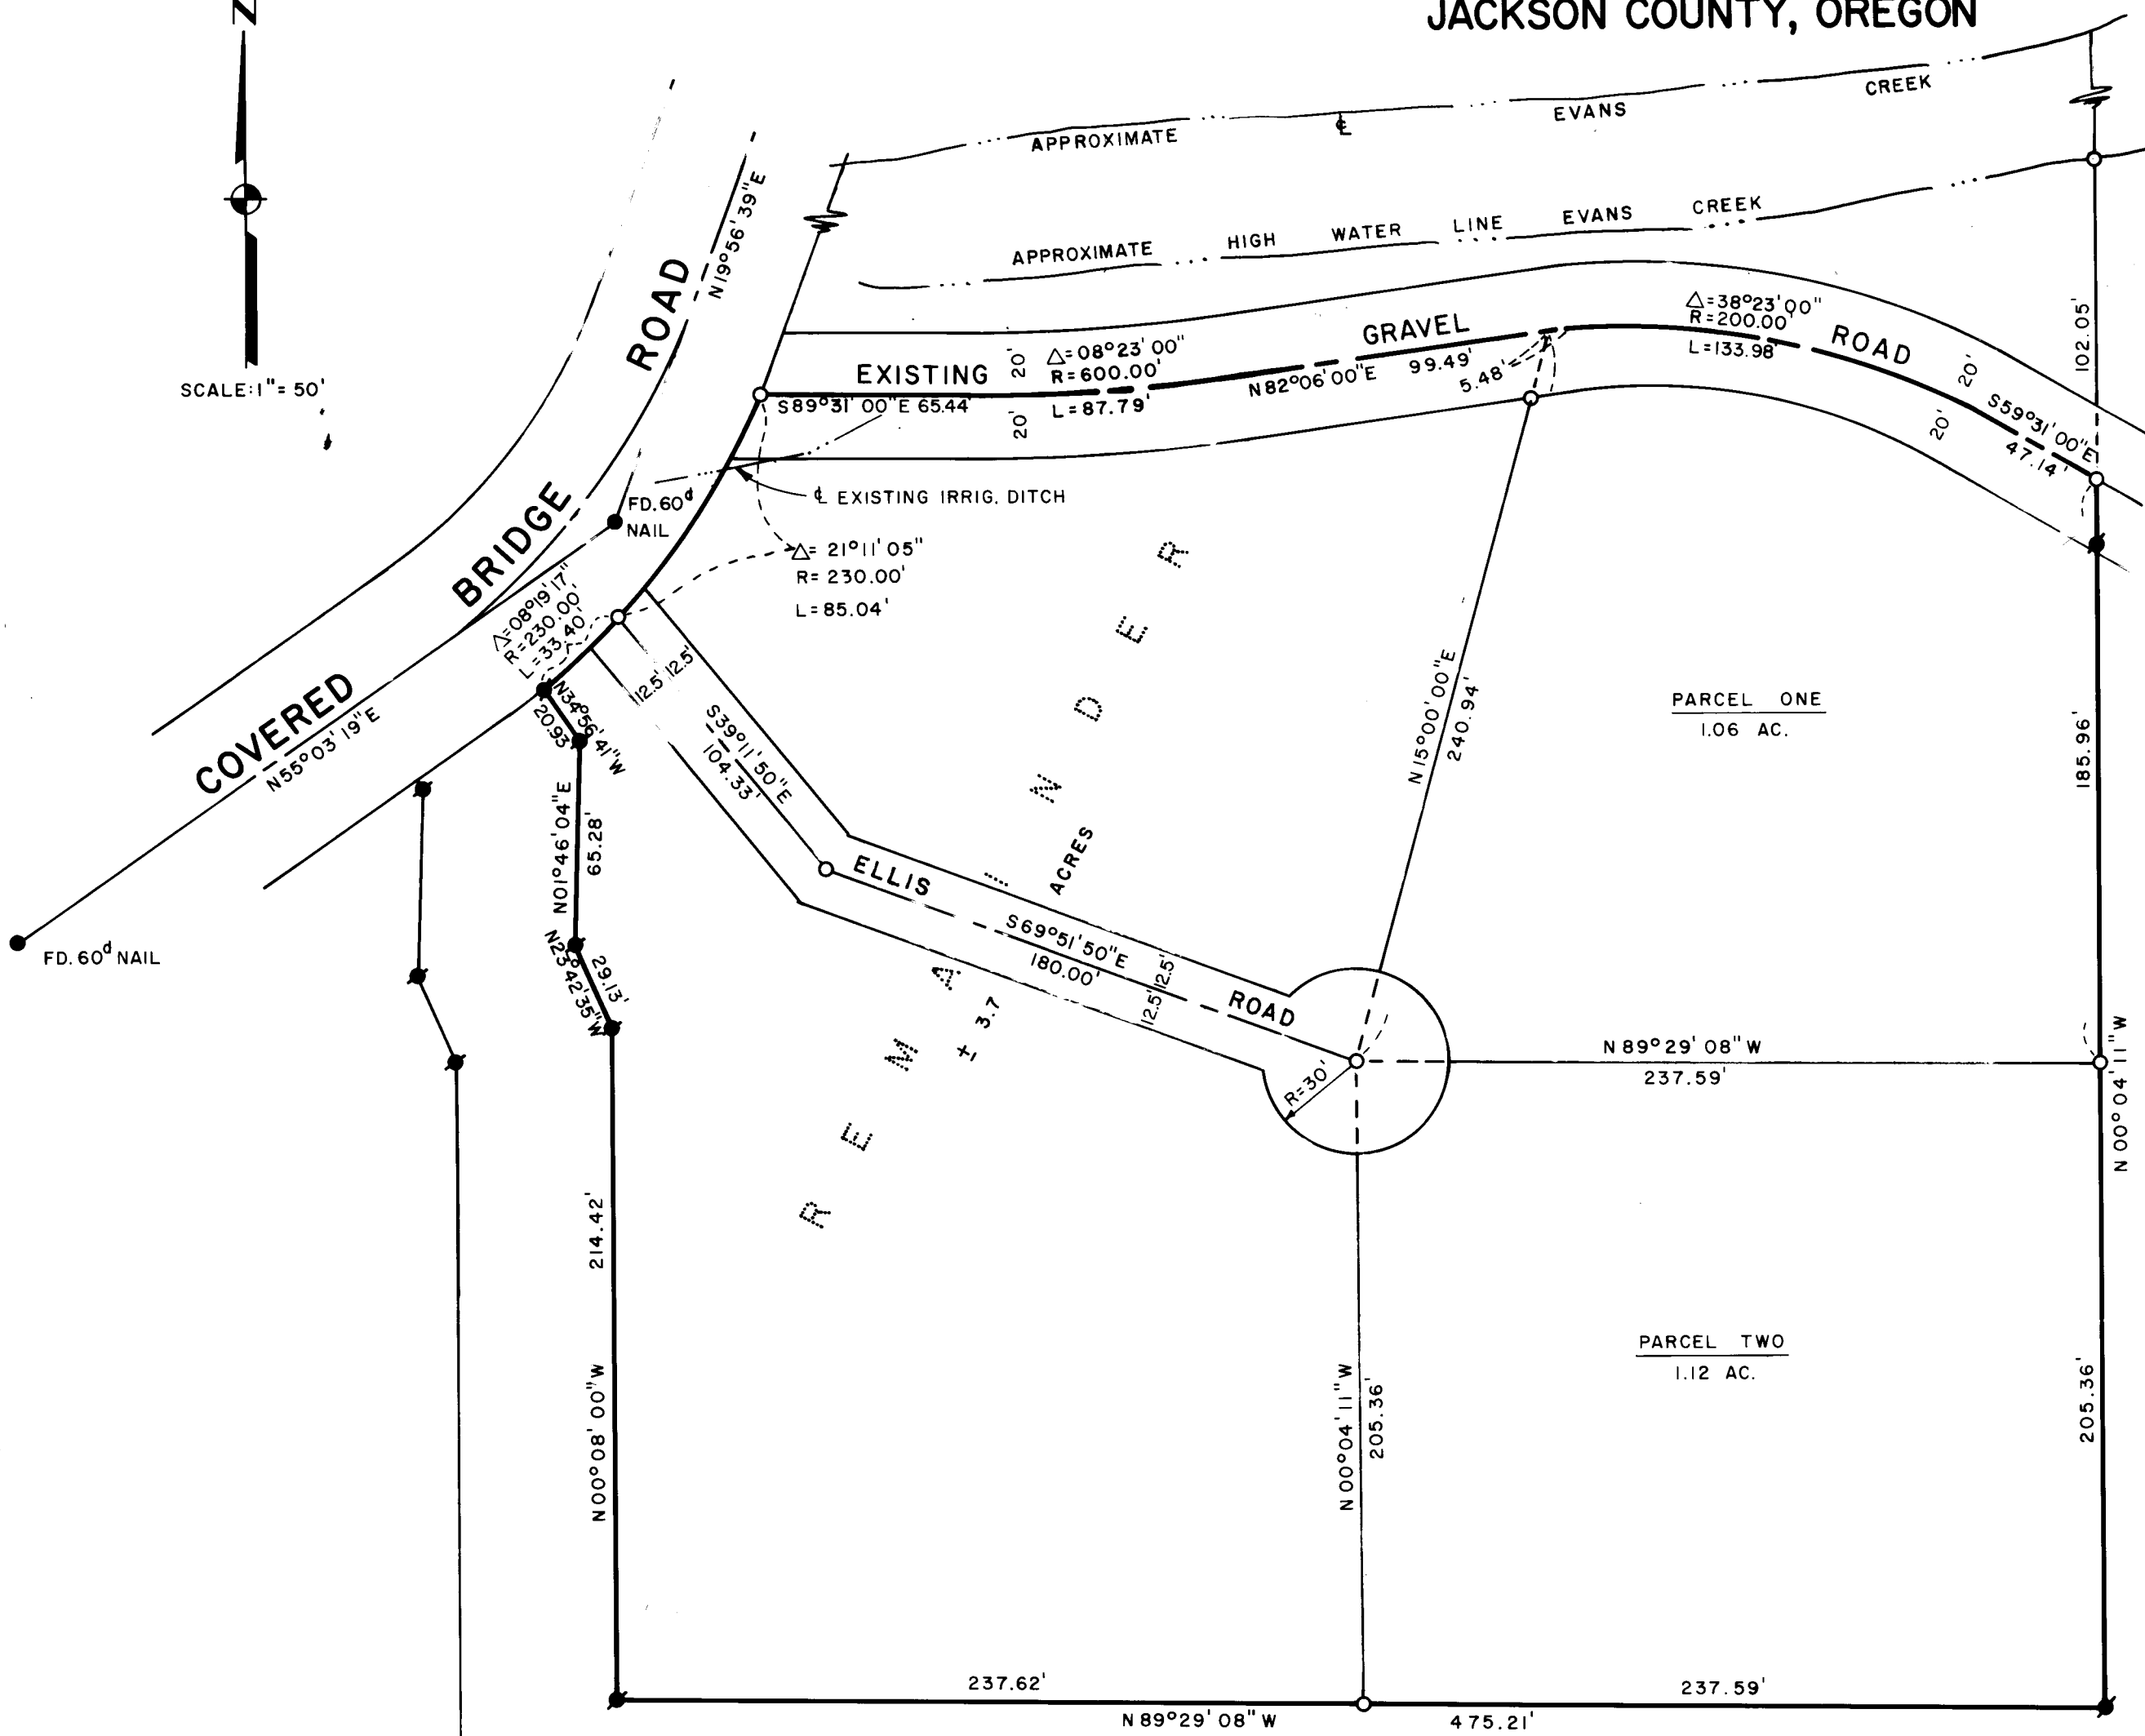 N
JACKSON COUNTY, OREGON
SCALE: 1"= 50'
APPROXIMATE ℄ EVANS CREEK
APPROXIMATE HIGH WATER LINE EVANS CREEK
N19°56'39"E
COVERED BRIDGE ROAD
N55°03'19"E
EXISTING GRAVEL ROAD
S89°31'00"E 65.44'
20'
20'
Δ=08°23'00"
R=600.00'
L=87.79'
N82°06'00"E 99.49'
5.48'
Δ=38°23'00"
R=200.00'
L=133.98'
20'
20'
S59°31'00"E
47.14'
102.05'
FD. 60d
NAIL
℄ EXISTING IRRIG. DITCH
Δ= 21°11'05"
R= 230.00'
L=85.04'
Δ=08°19'17"
R=230.00'
L=33.40'
N34°56'41"W
20.93'
12.5' 12.5'
S39°11'50"E
104.33'
N01°46'04"E
65.28'
N23°42'35"W
29.13'
FD. 60d NAIL
ELLIS ROAD
S69°51'50"E
180.00'
12.5' 12.5'
R=30'
REMAINDER
± 3.7 ACRES
N15°00'00"E
240.94'
PARCEL ONE
1.06 AC.
185.96'
N 89°29'08"W
237.59'
N00°04'11"W
214.42'
N00°08'00"W
N00°04'11"W
205.36'
PARCEL TWO
1.12 AC.
205.36'
237.62'
237.59'
N89°29'08"W 475.21'